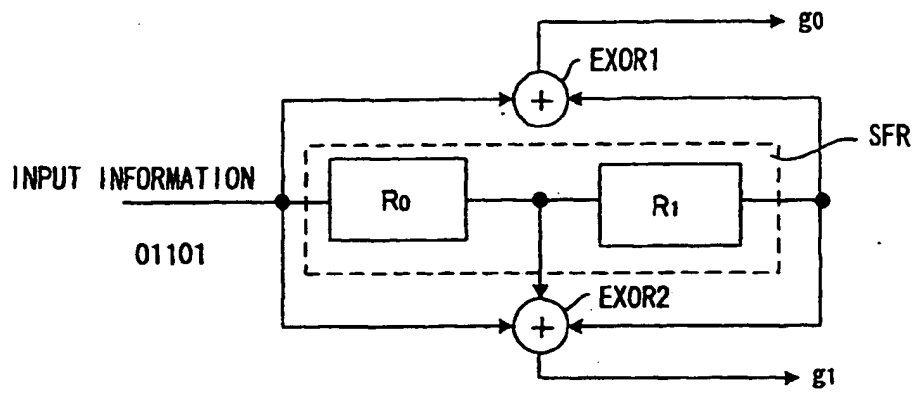 g0
EXOR1
+
SFR
INPUT INFORMATION
R0
R1
01101
EXOR2
+
g1